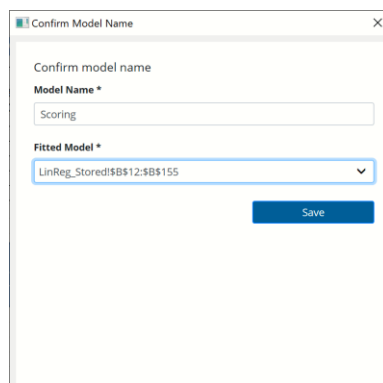 Confirm Model Name
Confirm model name
Model Name *
Scoring
Fitted Model *
LinReg_Stored!$B$12:$B$155
Save